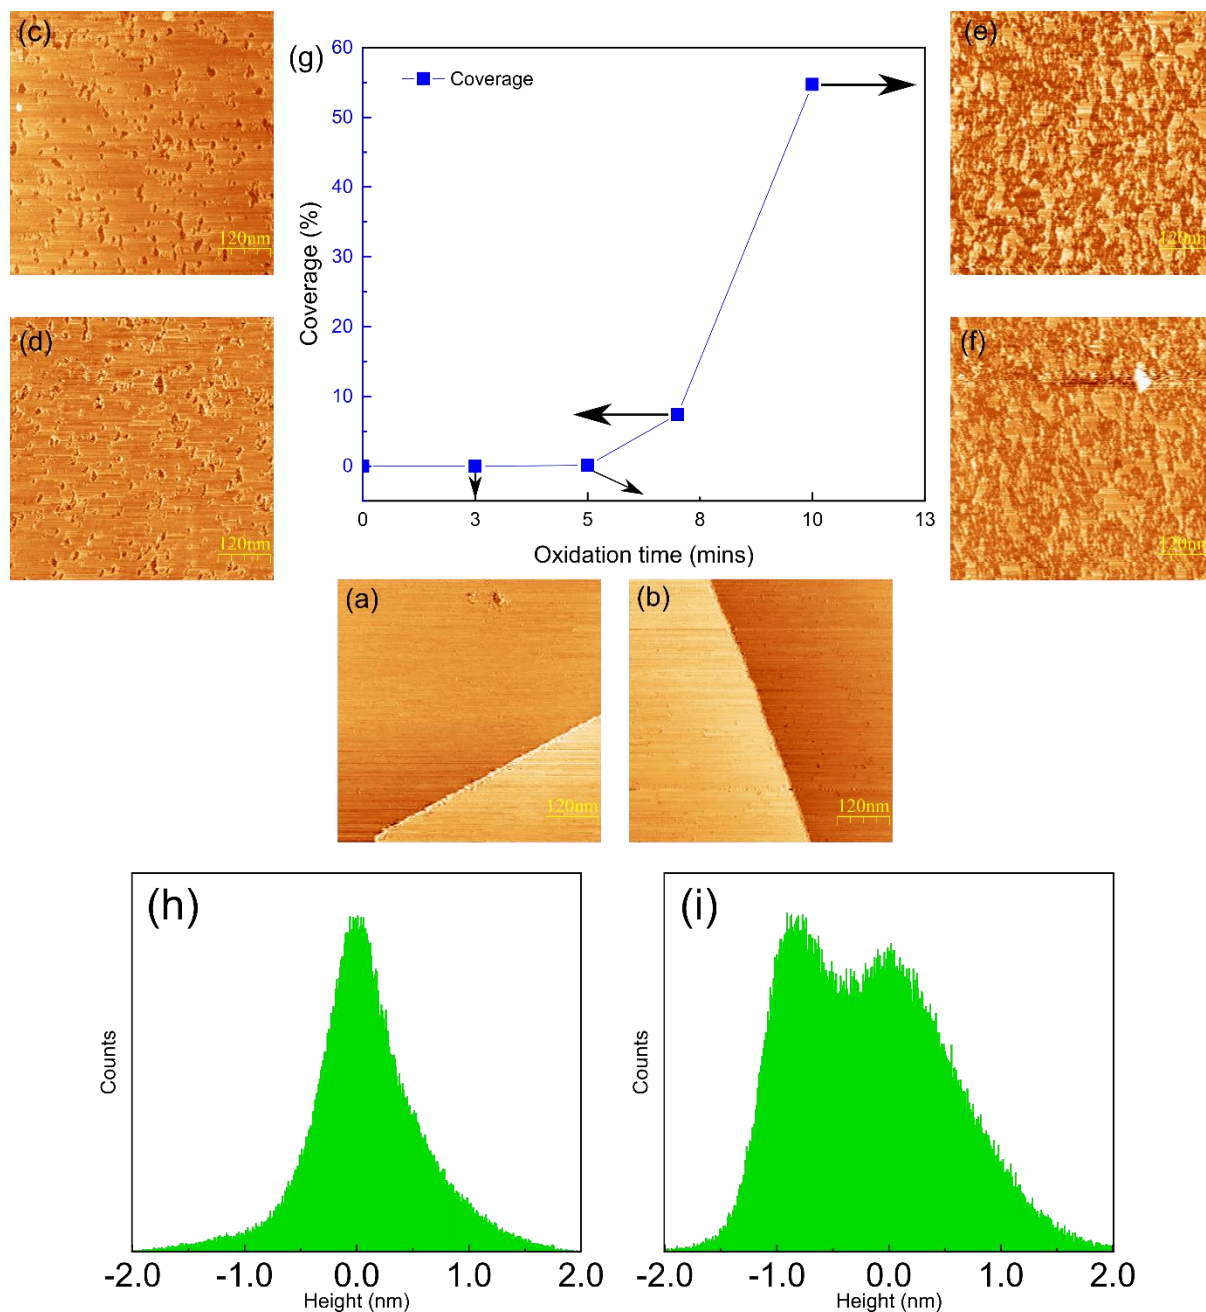 (c)
120nm
(d)
120nm
(g)
Coverage
Coverage (%)
60
50
40
30
20
10
0
0 3 5 8 10 13
Oxidation time (mins)
(e)
120nm
(f)
120nm
(a)
120nm
(b)
120nm
(h)
Counts
-2.0 -1.0 0.0 1.0 2.0
Height (nm)
(i)
Counts
-2.0 -1.0 0.0 1.0 2.0
Height (nm)